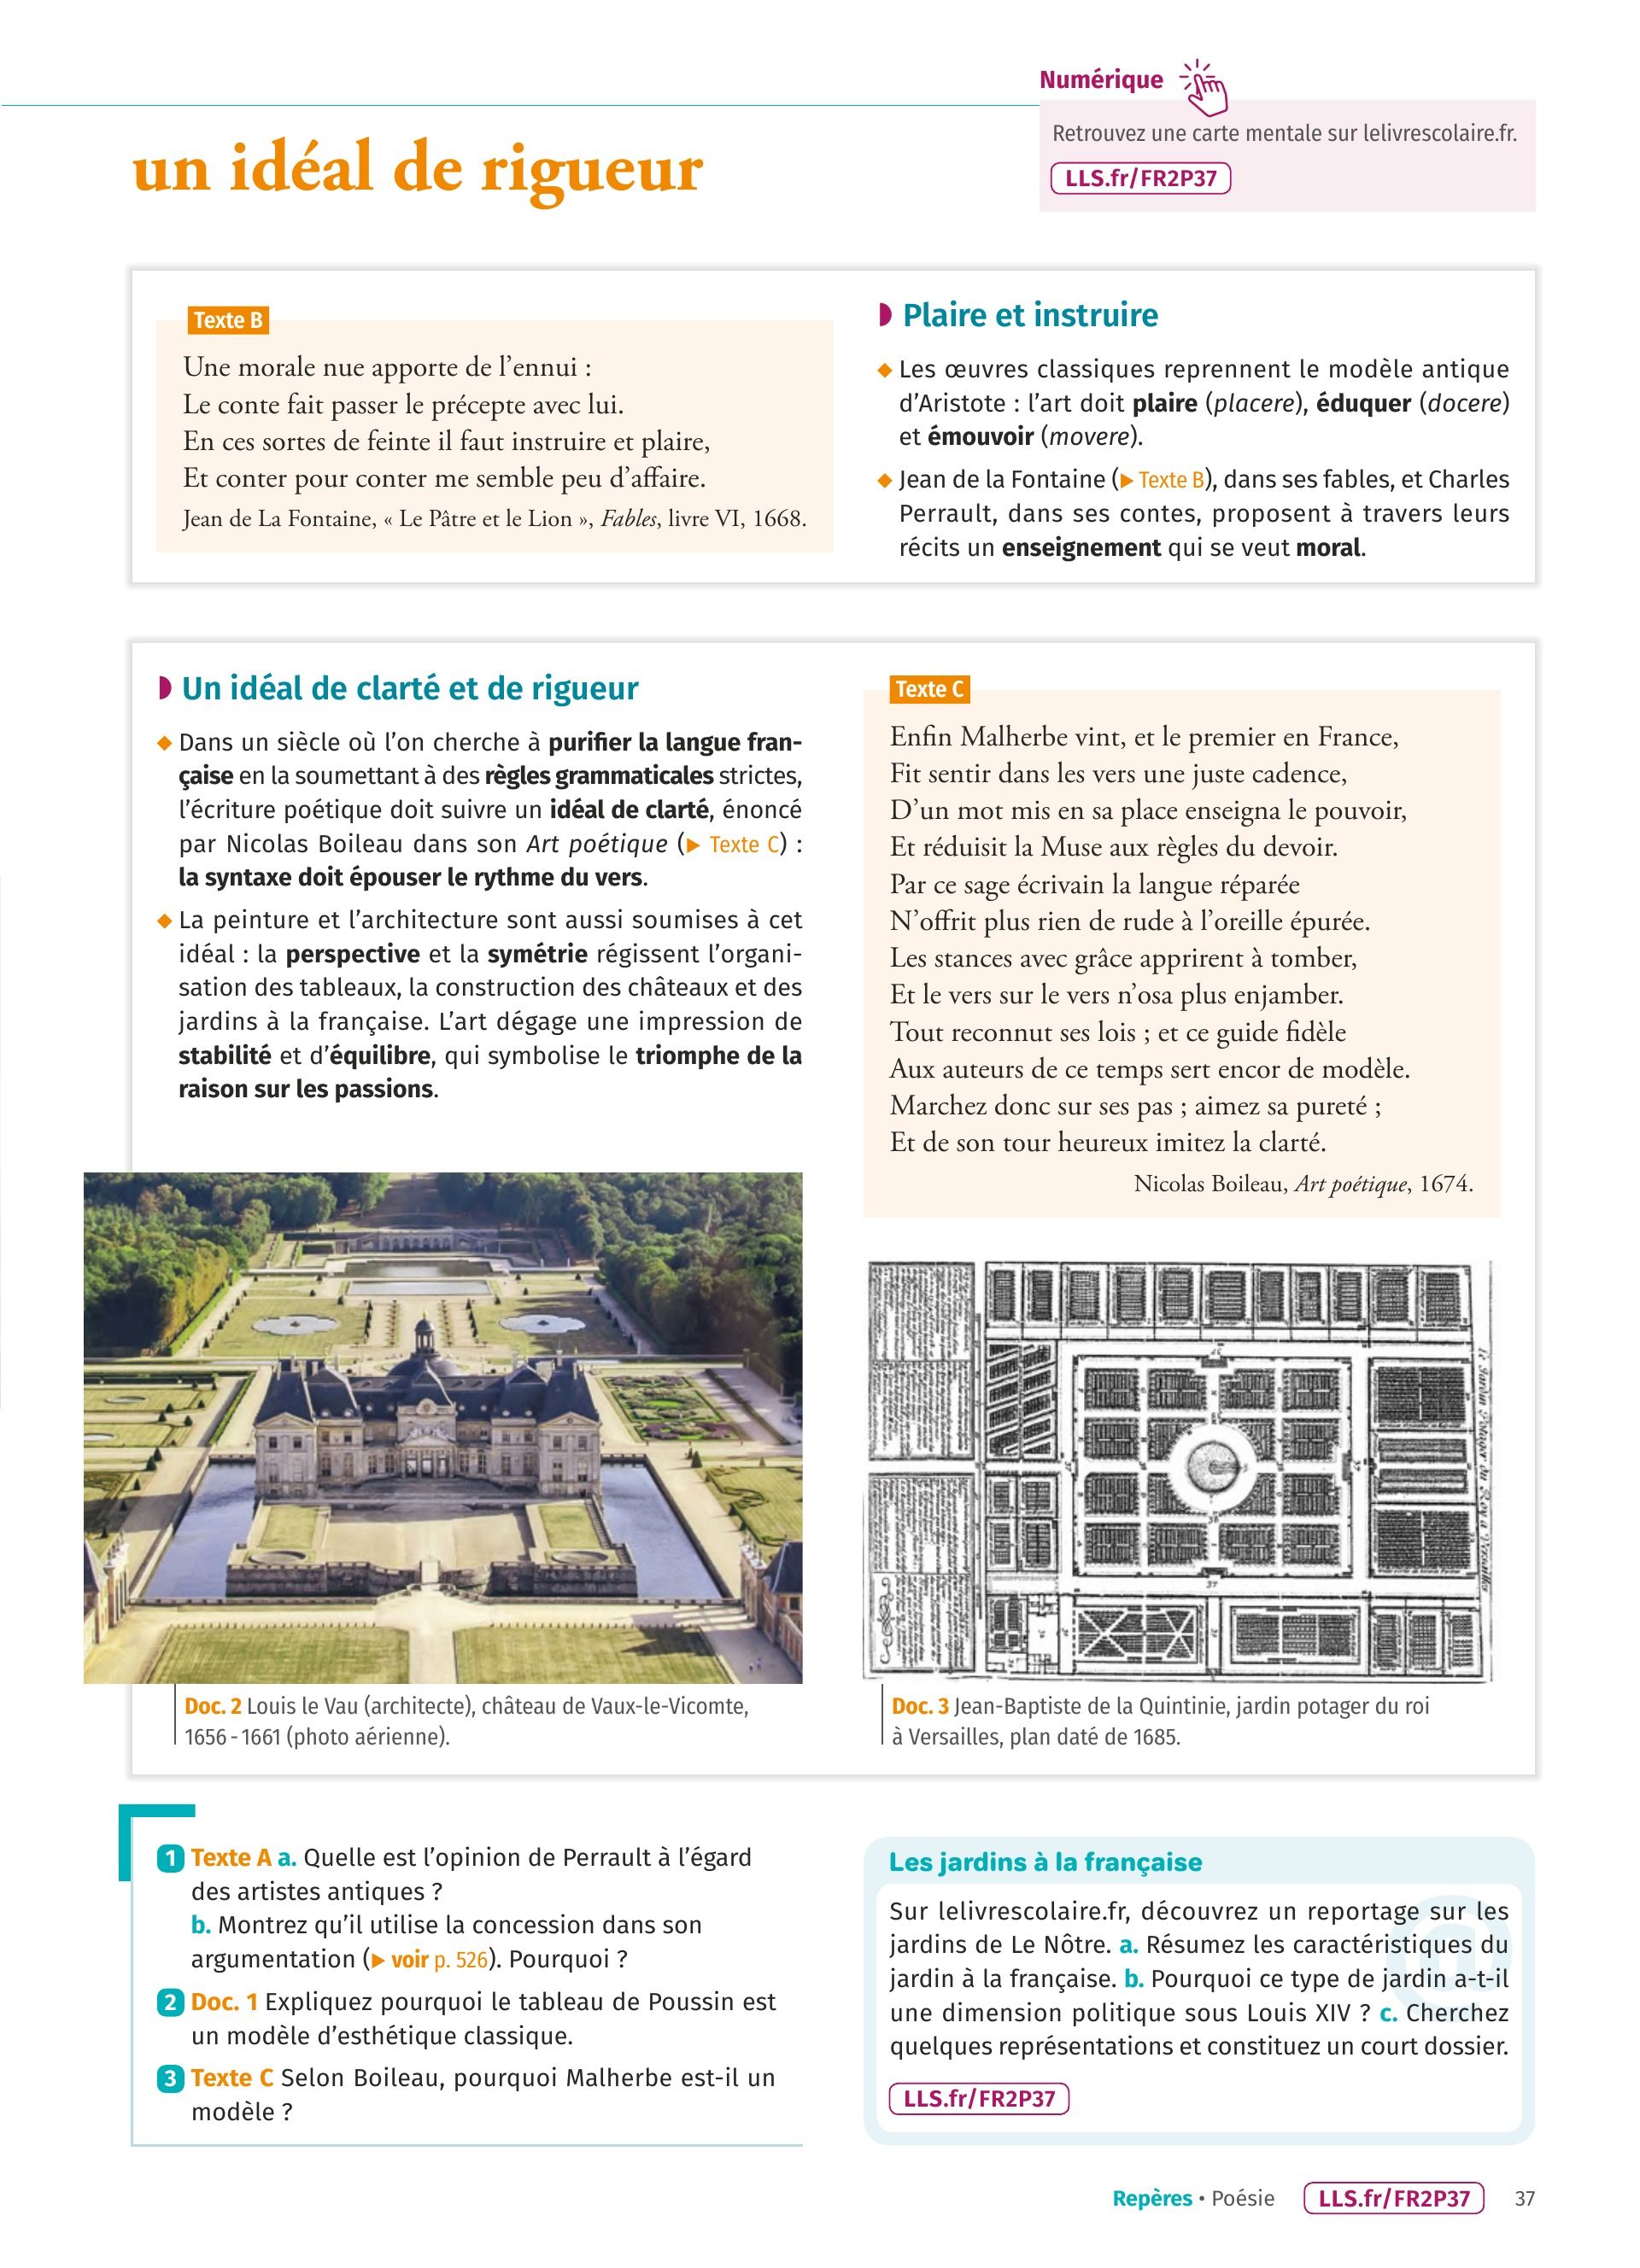 Numérique
Retrouvez une carte mentale sur lelivrescolaire.fr.
LLS.fr/FR2P37
un idéal de rigueur
Texte B
Une morale nue apporte de l'ennui :
Le conte fait passer le précepte avec lui.
En ces sortes de feinte il faut instruire et plaire,
Et conter pour conter me semble peu d'affaire.
Jean de La Fontaine, « Le Pâtre et le Lion », Fables, livre VI, 1668.
Plaire et instruire
Les œuvres classiques reprennent le modèle antique
d'Aristote : l'art doit plaire (placere), éduquer (docere)
et émouvoir (movere).
Jean de la Fontaine (▶ Texte B), dans ses fables, et Charles
Perrault, dans ses contes, proposent à travers leurs
récits un enseignement qui se veut moral.
Un idéal de clarté et de rigueur
Dans un siècle où l'on cherche à purifier la langue fran-
çaise en la soumettant à des règles grammaticales strictes,
l'écriture poétique doit suivre un idéal de clarté, énoncé
par Nicolas Boileau dans son Art poétique (▶ Texte C) :
la syntaxe doit épouser le rythme du vers.
La peinture et l'architecture sont aussi soumises à cet
idéal : la perspective et la symétrie régissent l'organi-
sation des tableaux, la construction des châteaux et des
jardins à la française. L'art dégage une impression de
stabilité et d'équilibre, qui symbolise le triomphe de la
raison sur les passions.
Texte C
Enfin Malherbe vint, et le premier en France,
Fit sentir dans les vers une juste cadence,
D'un mot mis en sa place enseigna le pouvoir,
Et réduisit la Muse aux règles du devoir.
Par ce sage écrivain la langue réparée
N'offrit plus rien de rude à l'oreille épurée.
Les stances avec grâce apprirent à tomber,
Et le vers sur le vers n'osa plus enjamber.
Tout reconnut ses lois ; et ce guide fidèle
Aux auteurs de ce temps sert encor de modèle.
Marchez donc sur ses pas ; aimez sa pureté ;
Et de son tour heureux imitez la clarté.
Nicolas Boileau, Art poétique, 1674.
Doc. 2 Louis le Vau (architecte), château de Vaux-le-Vicomte,
1656 - 1661 (photo aérienne).
Doc. 3 Jean-Baptiste de la Quintinie, jardin potager du roi
à Versailles, plan daté de 1685.
1 Texte A a. Quelle est l'opinion de Perrault à l'égard
des artistes antiques ?
b. Montrez qu'il utilise la concession dans son
argumentation (▶ voir p. 526). Pourquoi ?
2 Doc. 1 Expliquez pourquoi le tableau de Poussin est
un modèle d'esthétique classique.
3 Texte C Selon Boileau, pourquoi Malherbe est-il un
modèle ?
Les jardins à la française
Sur lelivrescolaire.fr, découvrez un reportage sur les
jardins de Le Nôtre. a. Résumez les caractéristiques du
jardin à la française. b. Pourquoi ce type de jardin a-t-il
une dimension politique sous Louis XIV ? c. Cherchez
quelques représentations et constituez un court dossier.
LLS.fr/FR2P37
Repères • Poésie
LLS.fr/FR2P37
37